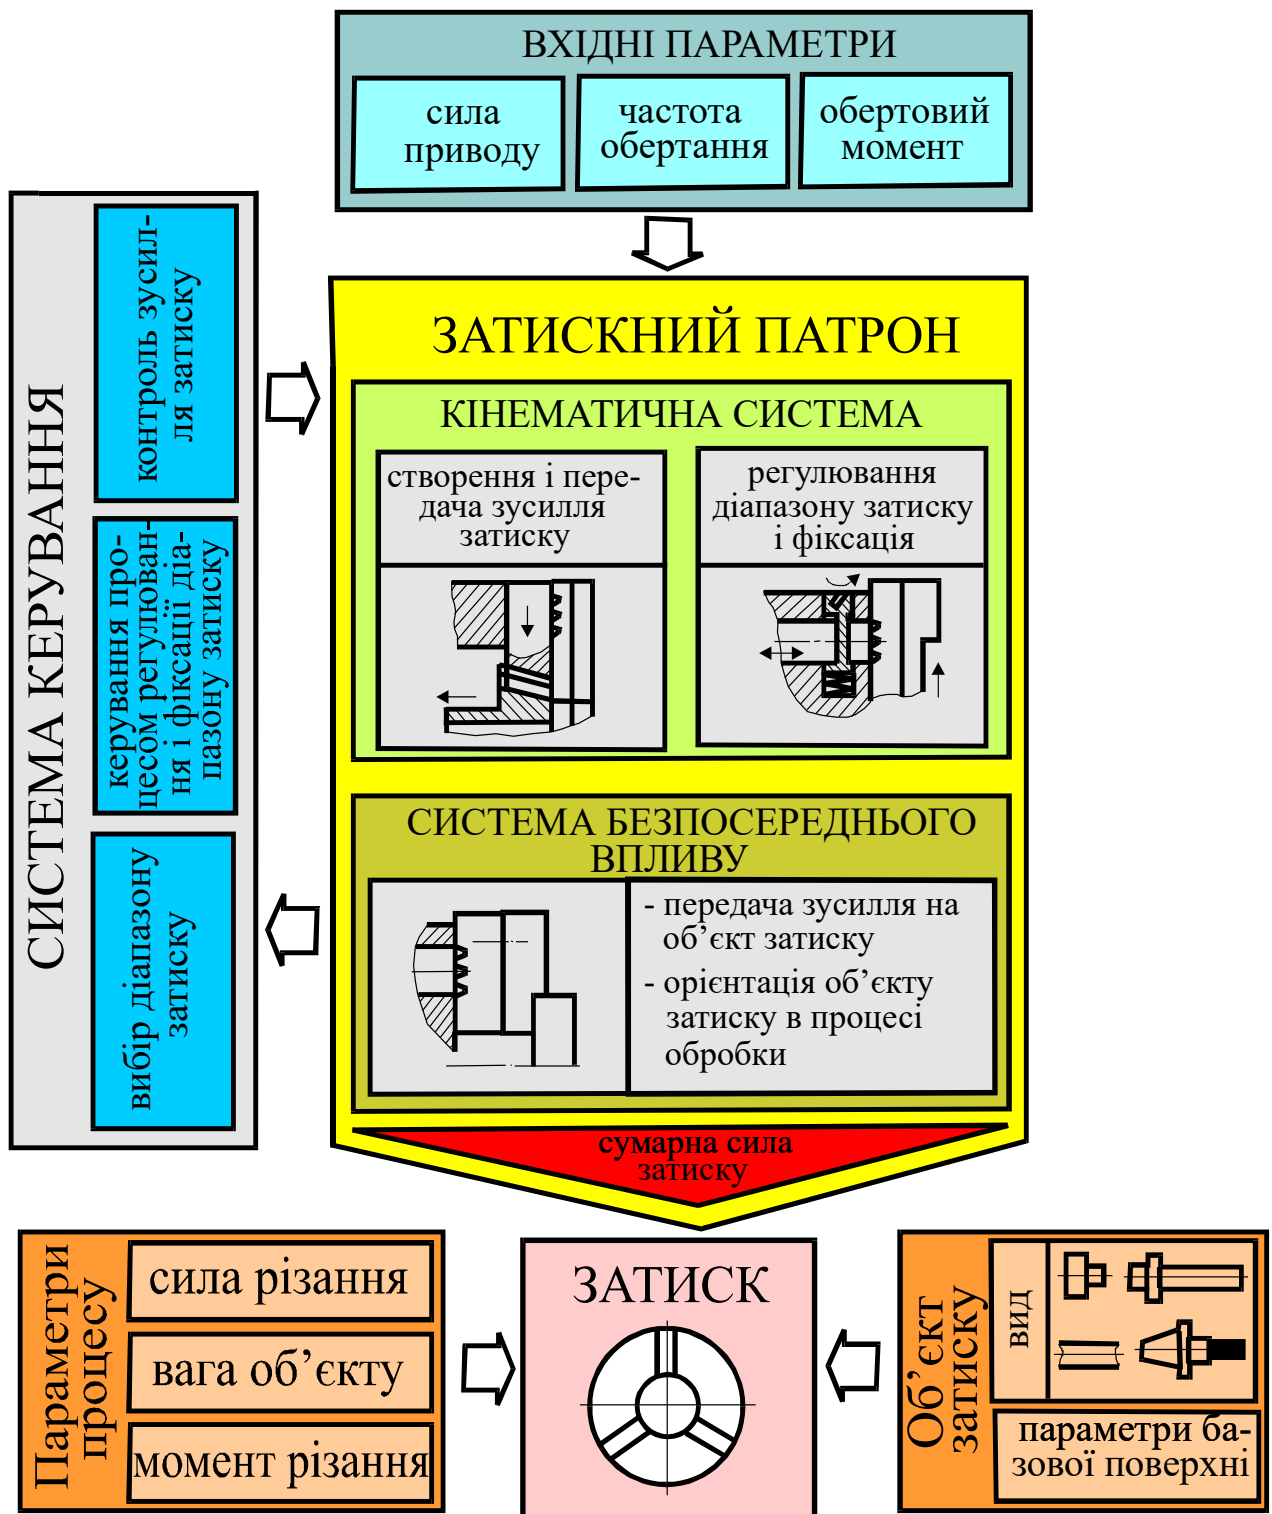 ВХІДНІ ПАРАМЕТРИ
сила
приводу
частота
обертання
обертовий
момент
СИСТЕМА КЕРУВАННЯ
контроль зусил-
ля затиску
керування про-
цесом регулюван-
ня і фіксації діа-
пазону затиску
вибір діапазону
затиску
ЗАТИСКНИЙ ПАТРОН
КІНЕМАТИЧНА СИСТЕМА
створення і пере-
дача зусилля
затиску
регулювання
діапазону затиску
і фіксація
СИСТЕМА БЕЗПОСЕРЕДНЬОГО
ВПЛИВУ
- передача зусилля на
об’єкт затиску
- орієнтація об’єкту
затиску в процесі
обробки
сумарна сила
затиску
Параметри
процесу
сила різання
вага об’єкту
момент різання
ЗАТИСК
Об’єкт
затиску
вид
параметри ба-
зової поверхні